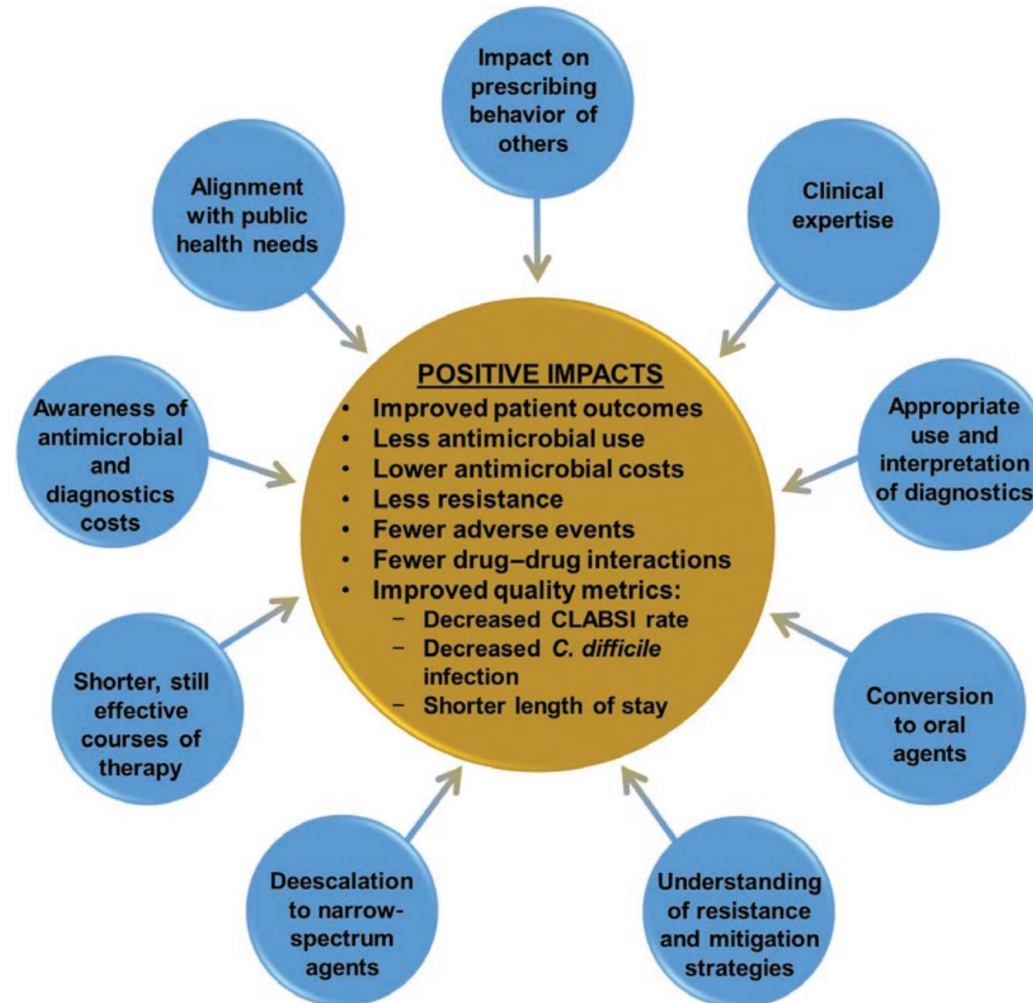 Impact on
prescribing
behavior of
others
Clinical
expertise
Appropriate
use and
interpretation
of diagnostics
Conversion
to oral
agents
Understanding
of resistance
and mitigation
strategies
Deescalation
to narrow-
spectrum
agents
Shorter, still
effective
courses of
therapy
Awareness of
antimicrobial
and
diagnostics
costs
Alignment
with public
health needs
POSITIVE IMPACTS
• Improved patient outcomes
• Less antimicrobial use
• Lower antimicrobial costs
• Less resistance
• Fewer adverse events
• Fewer drug–drug interactions
• Improved quality metrics:
− Decreased CLABSI rate
− Decreased C. difficile
infection
− Shorter length of stay